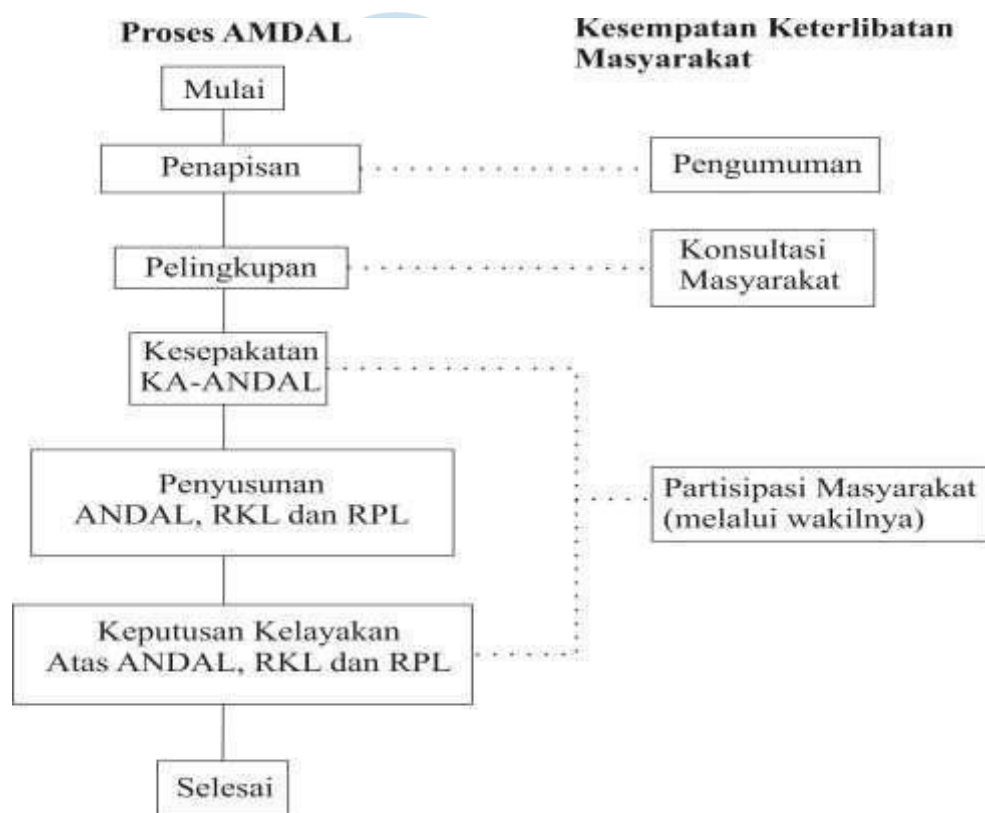 Proses AMDAL
Kesempatan Keterlibatan
Masyarakat
Mulai
Penapisan
Pengumuman
Pelingkupan
Konsultasi
Masyarakat
Kesepakatan
KA-ANDAL
Penyusunan
ANDAL, RKL dan RPL
Partisipasi Masyarakat
(melalui wakilnya)
Keputusan Kelayakan
Atas ANDAL, RKL dan RPL
Selesai